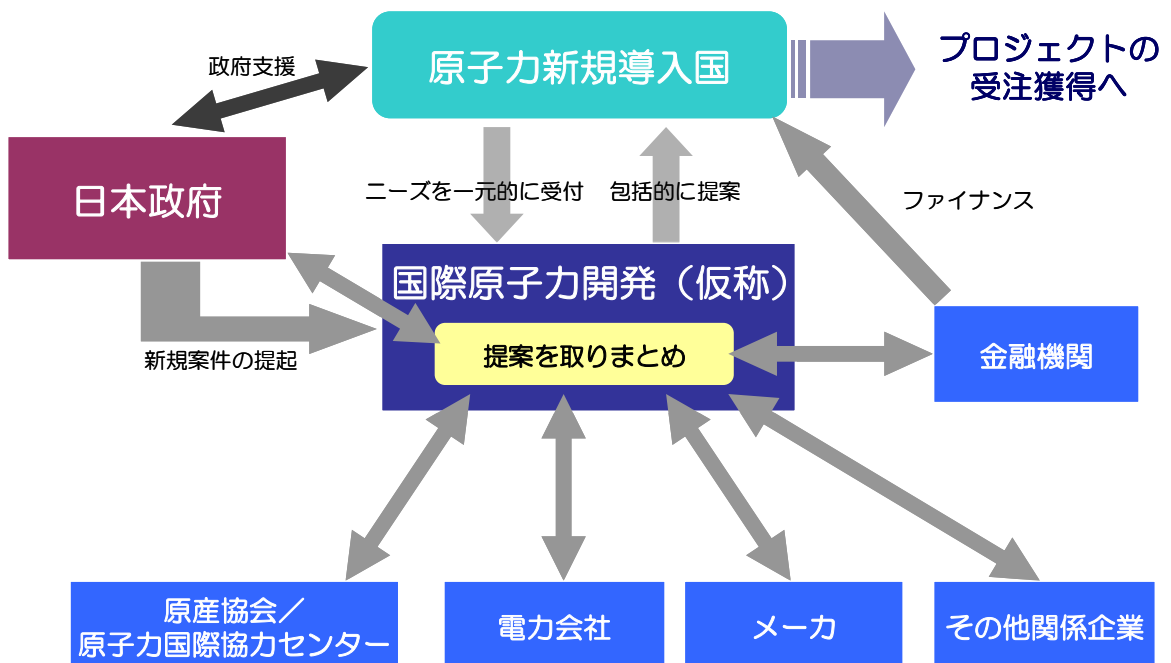 原子力新規導入国
プロジェクトの
受注獲得へ
政府支援
日本政府
ニーズを一元的に受付
包括的に提案
ファイナンス
国際原子力開発（仮称）
提案を取りまとめ
新規案件の提起
金融機関
原産協会／
原子力国際協力センター
電力会社
メーカ
その他関係企業